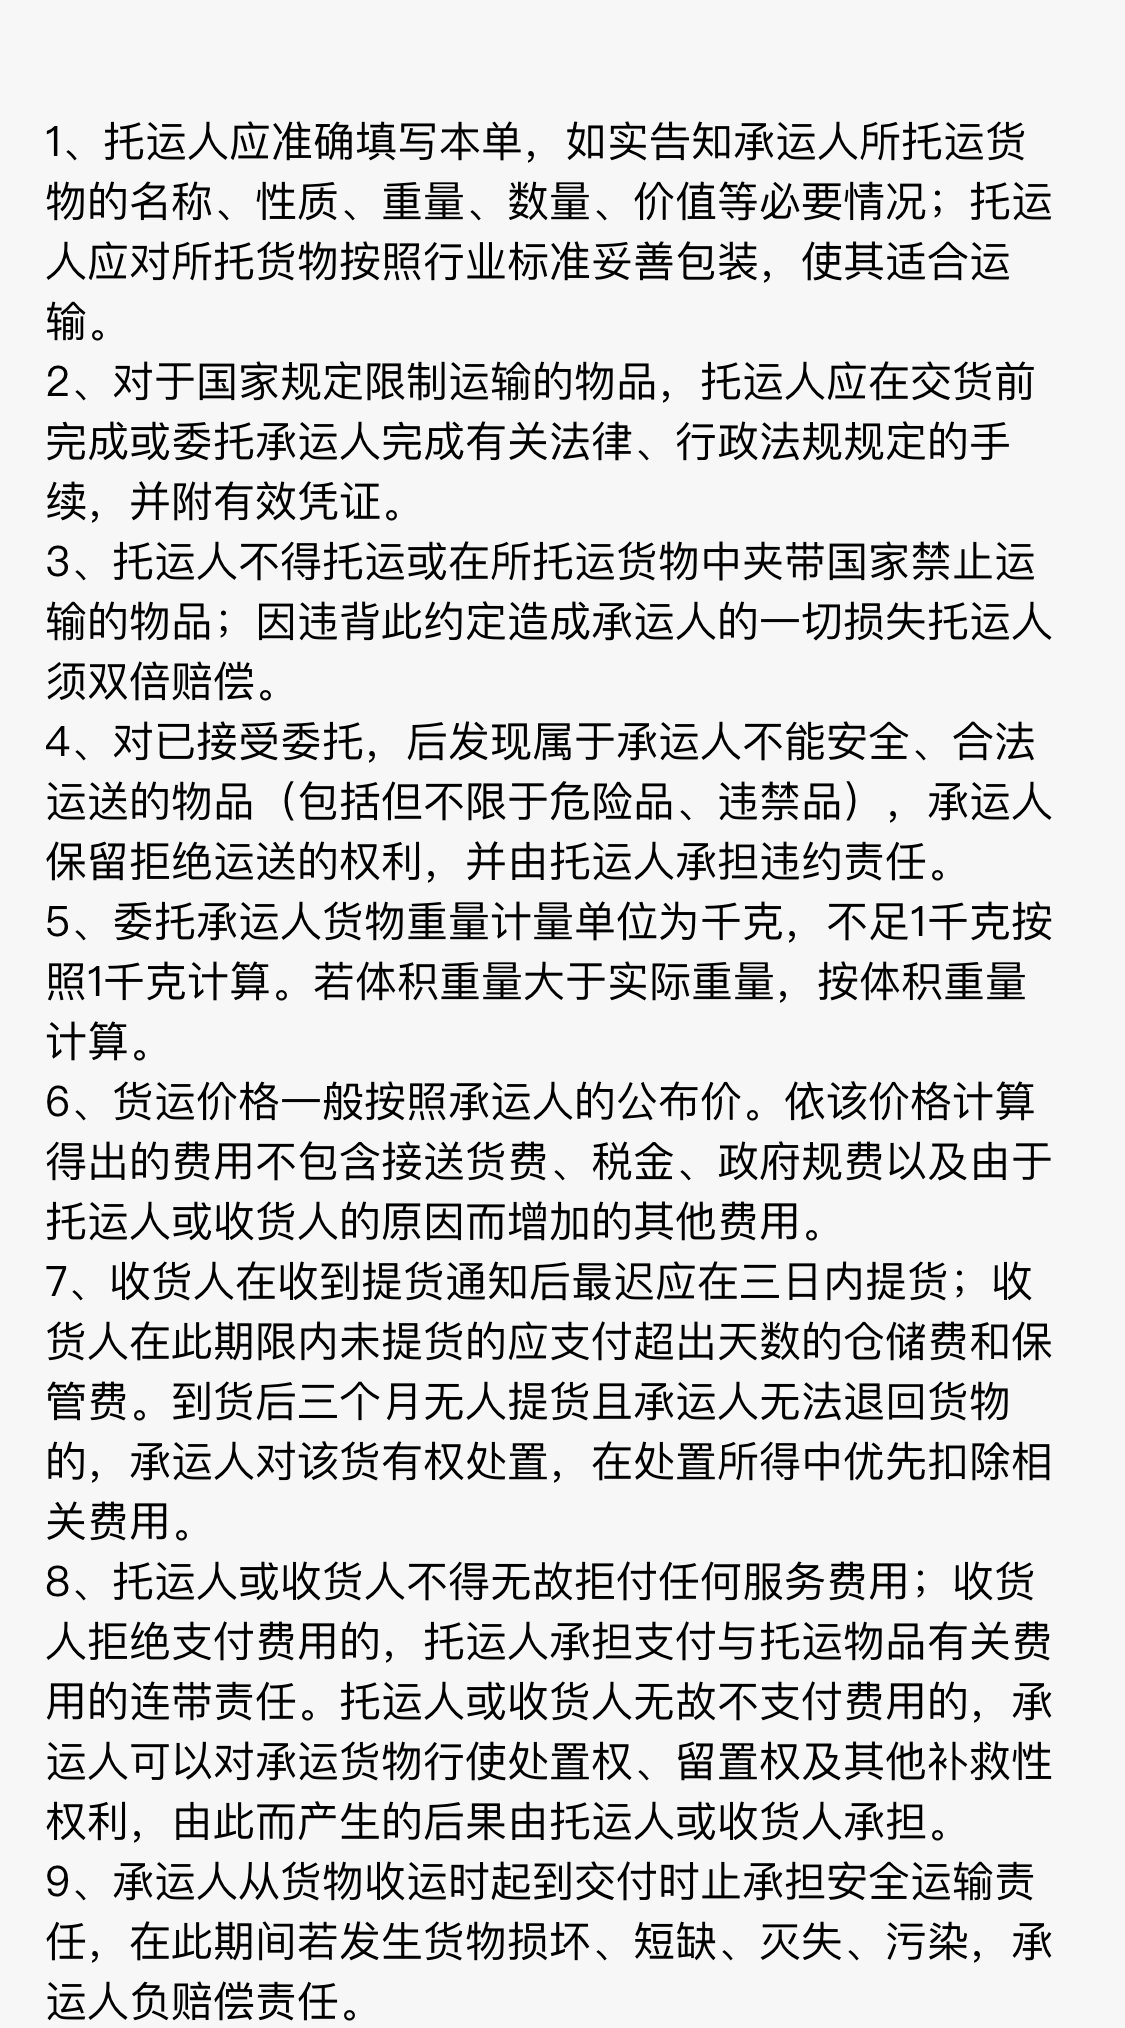 1、托运人应准确填写本单，如实告知承运人所托运货
物的名称、性质、重量、数量、价值等必要情况；托运
人应对所托货物按照行业标准妥善包装，使其适合运
输。
2、对于国家规定限制运输的物品，托运人应在交货前
完成或委托承运人完成有关法律、行政法规规定的手
续，并附有效凭证。
3、托运人不得托运或在所托运货物中夹带国家禁止运
输的物品；因违背此约定造成承运人的一切损失托运人
须双倍赔偿。
4、对已接受委托，后发现属于承运人不能安全、合法
运送的物品（包括但不限于危险品、违禁品），承运人
保留拒绝运送的权利，并由托运人承担违约责任。
5、委托承运人货物重量计量单位为千克，不足1千克按
照1千克计算。若体积重量大于实际重量，按体积重量
计算。
6、货运价格一般按照承运人的公布价。依该价格计算
得出的费用不包含接送货费、税金、政府规费以及由于
托运人或收货人的原因而增加的其他费用。
7、收货人在收到提货通知后最迟应在三日内提货；收
货人在此期限内未提货的应支付超出天数的仓储费和保
管费。到货后三个月无人提货且承运人无法退回货物
的，承运人对该货有权处置，在处置所得中优先扣除相
关费用。
8、托运人或收货人不得无故拒付任何服务费用；收货
人拒绝支付费用的，托运人承担支付与托运物品有关费
用的连带责任。托运人或收货人无故不支付费用的，承
运人可以对承运货物行使处置权、留置权及其他补救性
权利，由此而产生的后果由托运人或收货人承担。
9、承运人从货物收运时起到交付时止承担安全运输责
任，在此期间若发生货物损坏、短缺、灭失、污染，承
运人负赔偿责任。